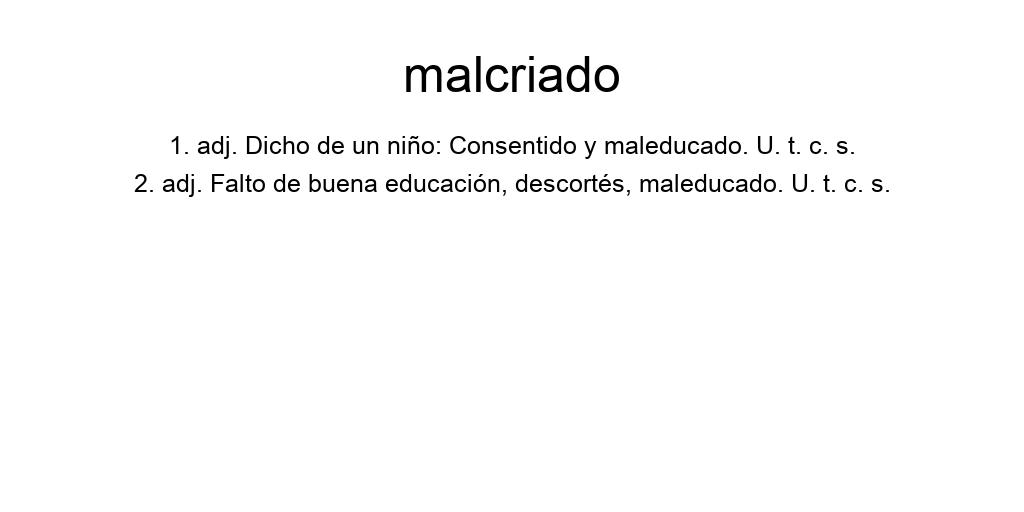 malcriado
1. adj. Dicho de un niño: Consentido y maleducado. U. t. c. s.
2. adj. Falto de buena educación, descortés, maleducado. U. t. c. s.